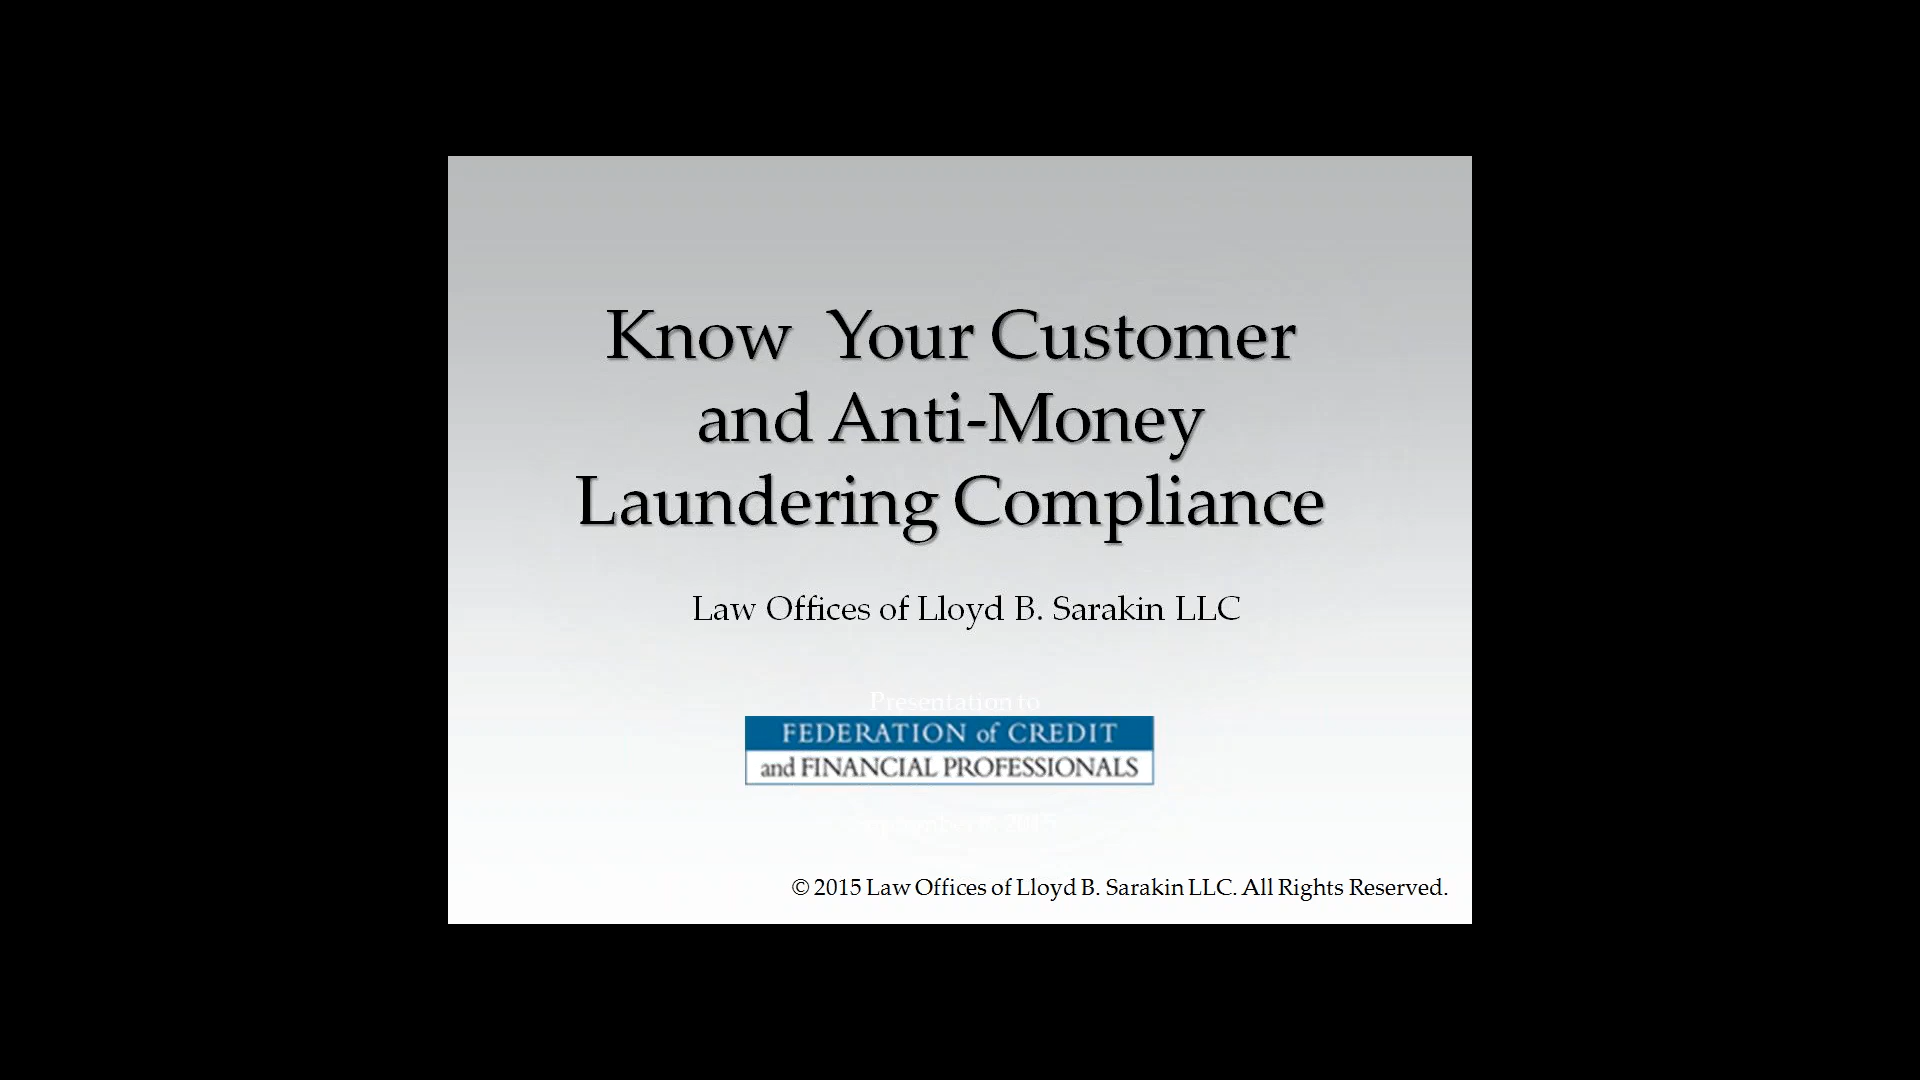 Know Your Customer
and Anti-Money
Laundering Compliance
Law Offices of Lloyd B. Sarakin LLC
Presentation to
FEDERATION of CREDIT
and FINANCIAL PROFESSIONALS
2015
© 2015 Law Offices of Lloyd B. Sarakin LLC. All Rights Reserved.